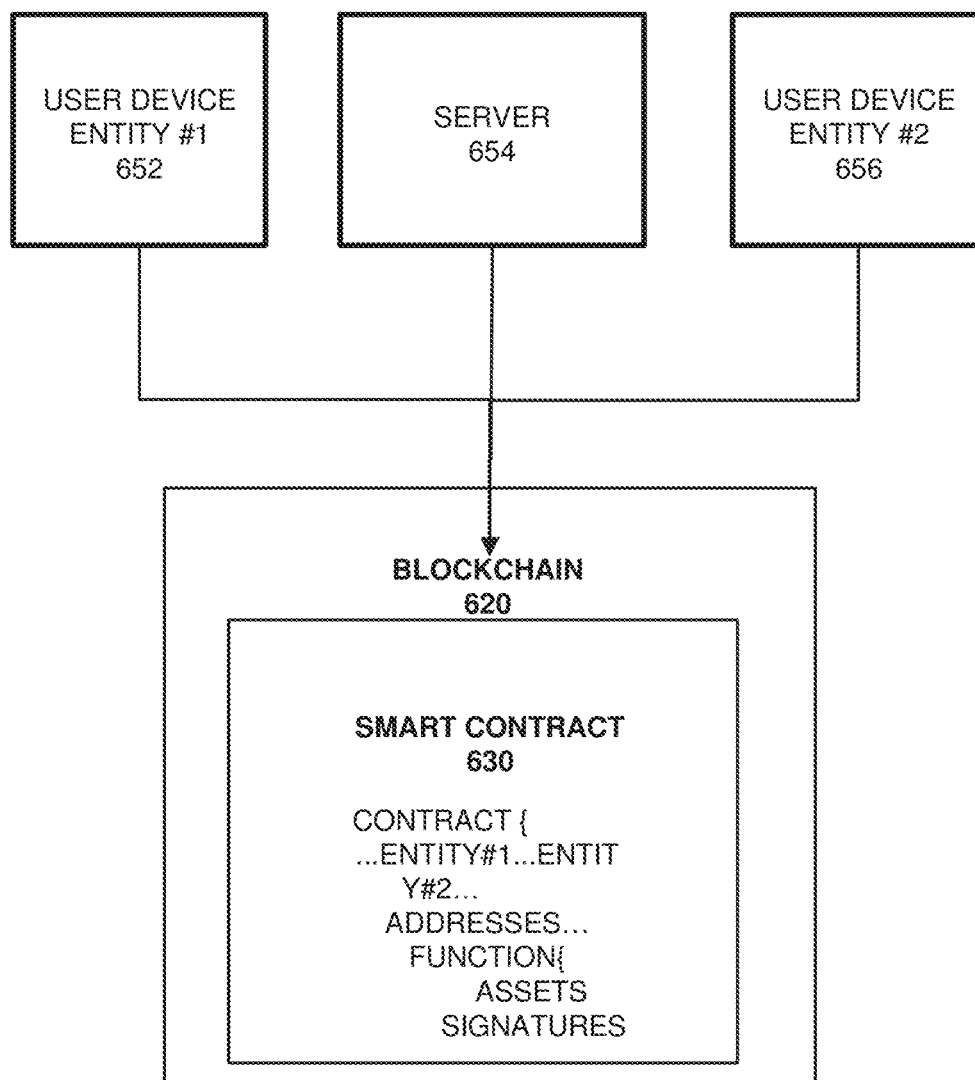 USER DEVICE
ENTITY #1
652
SERVER
654
USER DEVICE
ENTITY #2
656
BLOCKCHAIN
620
SMART CONTRACT
630
CONTRACT {
...ENTITY#1...ENTIT
Y#2...
ADDRESSES...
FUNCTION{
ASSETS
SIGNATURES